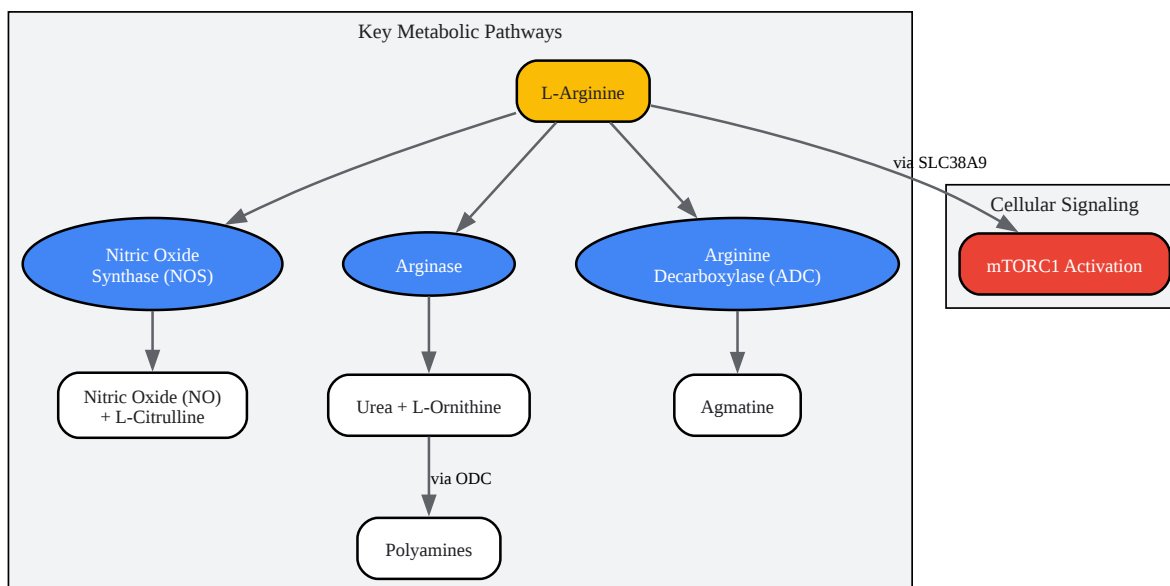 Key Metabolic Pathways
L-Arginine
via SLC38A9
Cellular Signaling
Nitric Oxide
Synthase (NOS)
Arginase
Arginine
Decarboxylase (ADC)
mTORC1 Activation
Nitric Oxide (NO)
+ L-Citrulline
Urea + L-Ornithine
Agmatine
via ODC
Polyamines